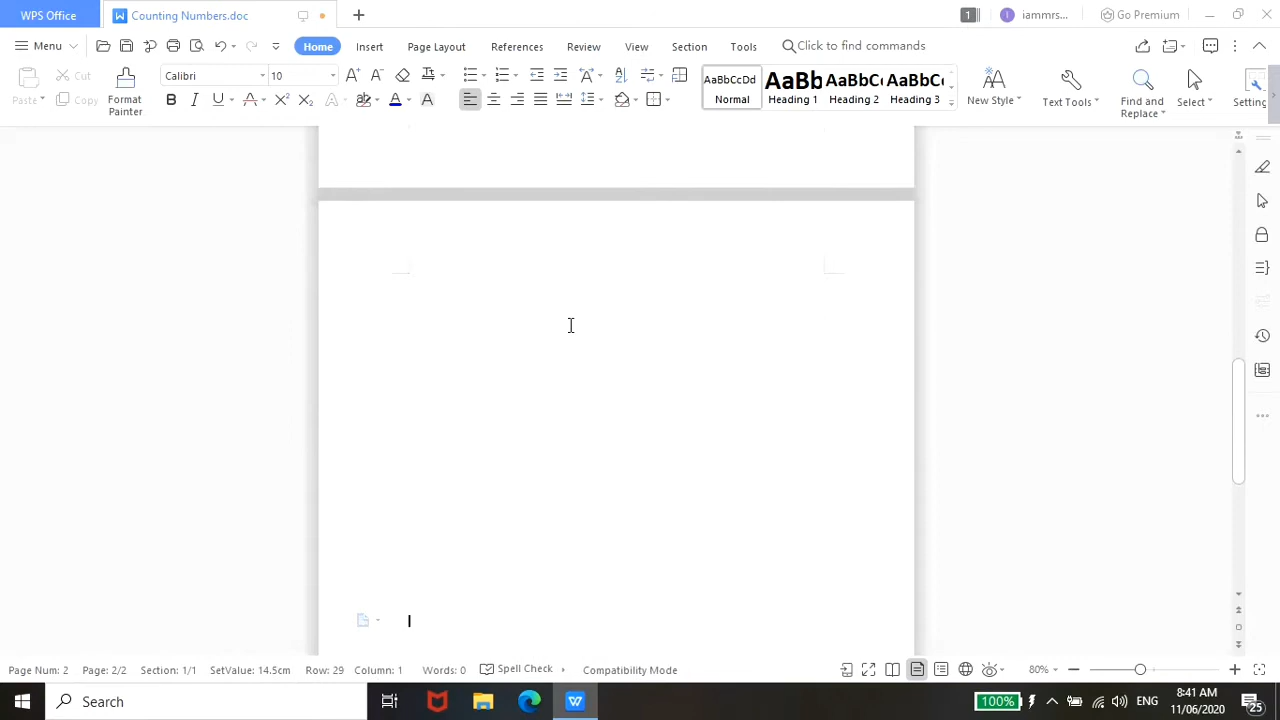 WPS Office Counting Numbers.doc 1 iammrs... Go Premium
Menu Home Insert Page Layout References Review View Section Tools Click to find commands
Paste Cut Copy Format Painter Calibri 10 AaBbCcDd Normal AaBb Heading 1 AaBbC Heading 2 AaBbC Heading 3 New Style Text Tools Find and Replace Select Setting
Page Num: 2 Page: 2/2 Section: 1/1 SetValue: 14.5cm Row: 29 Column: 1 Words: 0 Spell Check Compatibility Mode 80%
Search 100% ENG 8:41 AM
11/06/2020 25